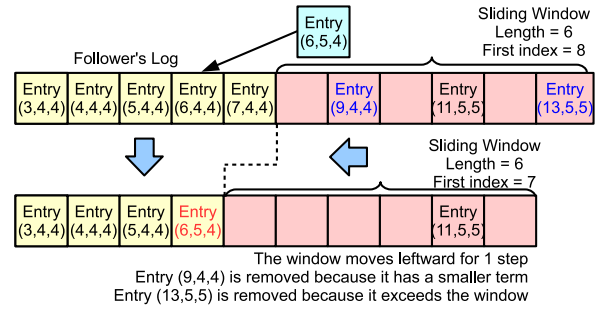 Entry
(6,5,4)
Sliding Window
Length = 6
First index = 8
Follower's Log
Entry
(3,4,4)
Entry
(4,4,4)
Entry
(5,4,4)
Entry
(6,4,4)
Entry
(7,4,4)
Entry
(9,4,4)
Entry
(11,5,5)
Entry
(13,5,5)
Sliding Window
Length = 6
First index = 7
Entry
(3,4,4)
Entry
(4,4,4)
Entry
(5,4,4)
Entry
(6,5,4)
Entry
(11,5,5)
The window moves leftward for 1 step
Entry (9,4,4) is removed because it has a smaller term
Entry (13,5,5) is removed because it exceeds the window